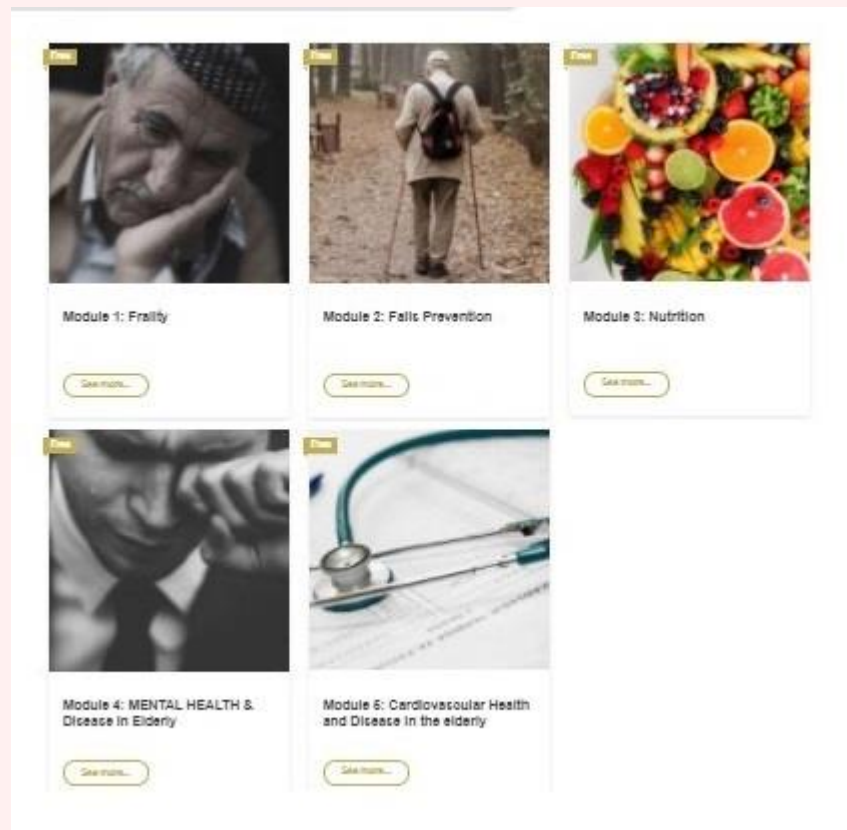 Free
Free
Free
Module 1: Frailty
Module 2: Falls Prevention
Module 3: Nutrition
See more...
See more...
See more...
Free
Free
Module 4: MENTAL HEALTH &
Disease in Elderly
Module 5: Cardiovascular Health
and Disease in the elderly
See more...
See more...